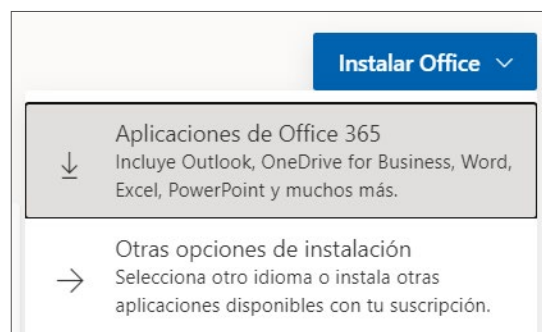 Instalar Office
Aplicaciones de Office 365
Incluye Outlook, OneDrive for Business, Word,
Excel, PowerPoint y muchos más.
Otras opciones de instalación
Selecciona otro idioma o instala otras
aplicaciones disponibles con tu suscripción.